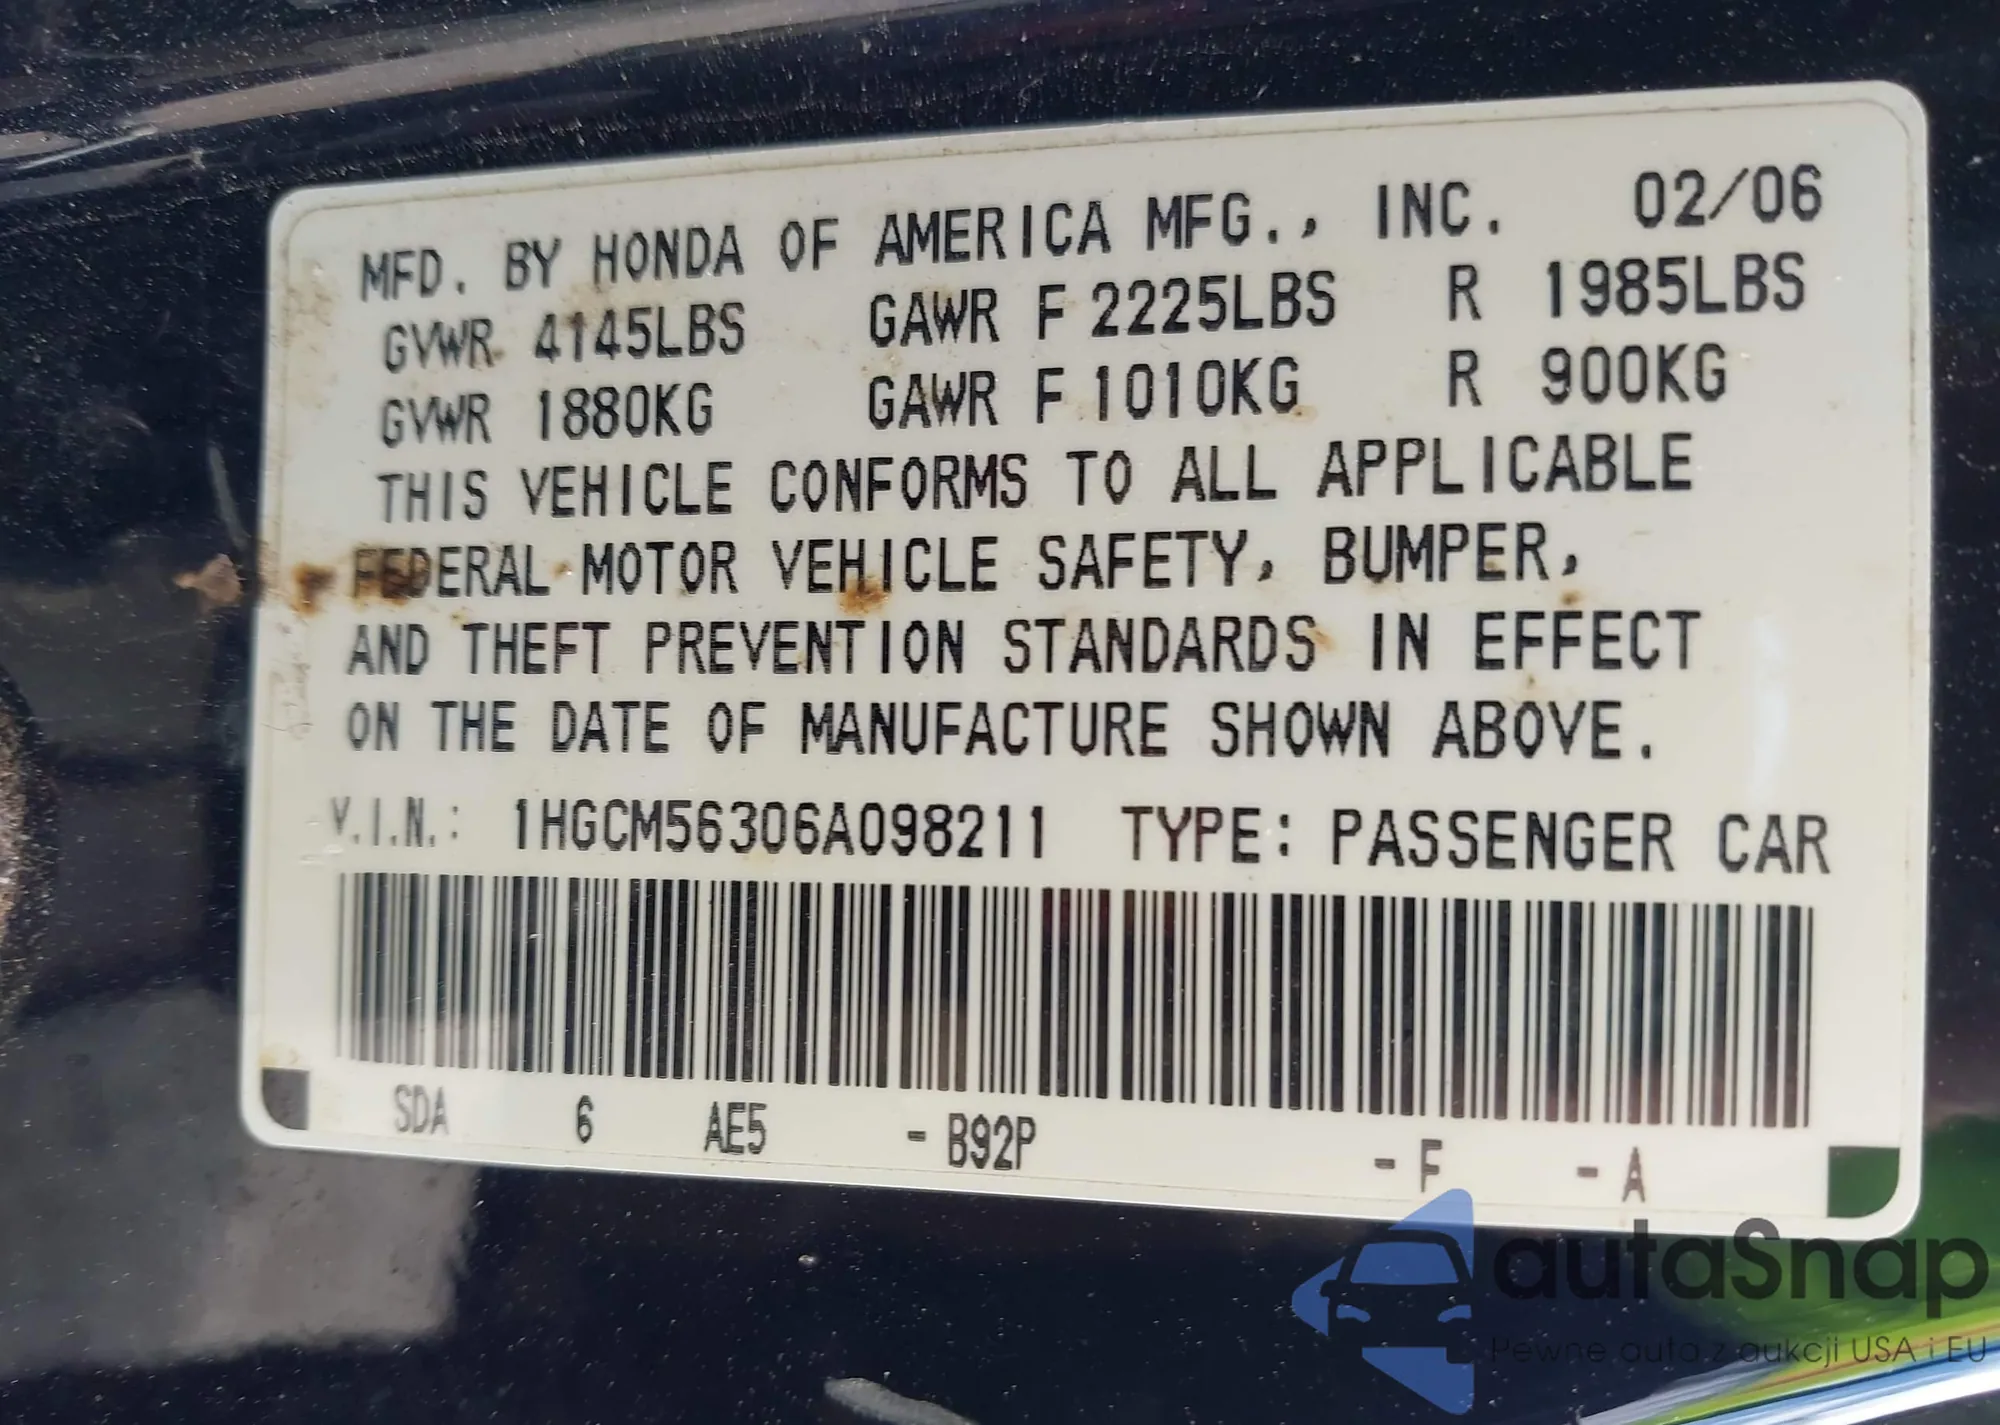 MFD. BY HONDA OF AMERICA MFG., INC. 02/06
GVWR 4145LBS GAWR F 2225LBS R 1985LBS
GVWR 1880KG GAWR F 1010KG R 900KG
THIS VEHICLE CONFORMS TO ALL APPLICABLE
FEDERAL MOTOR VEHICLE SAFETY, BUMPER,
AND THEFT PREVENTION STANDARDS IN EFFECT
ON THE DATE OF MANUFACTURE SHOWN ABOVE.
V.I.N.: 1HGCM56306A098211 TYPE: PASSENGER CAR
SDA 6 AE5 - B92P - F - A
autaSnap
Pewne auta z aukcji USA i EU